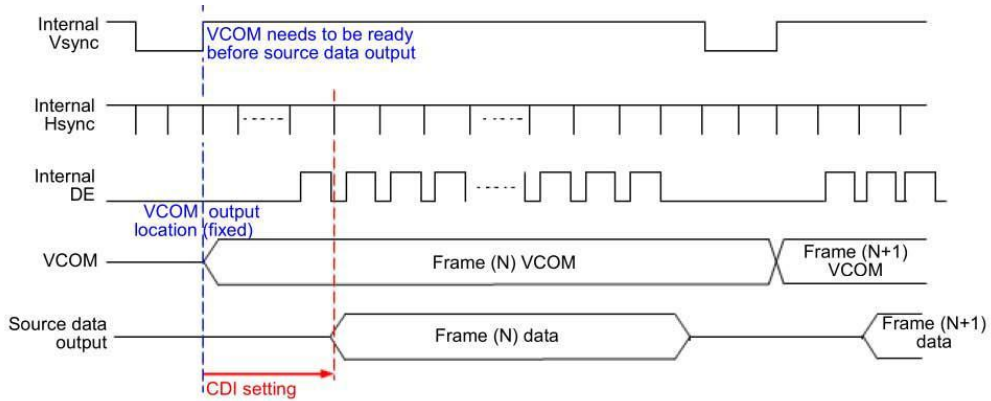 Internal
Vsync
VCOM needs to be ready
before source data output
Internal
Hsync
Internal
DE
VCOM output
location (fixed)
VCOM
Frame (N) VCOM
Frame (N+1)
VCOM
Source data
output
Frame (N) data
Frame (N+1)
data
CDI setting